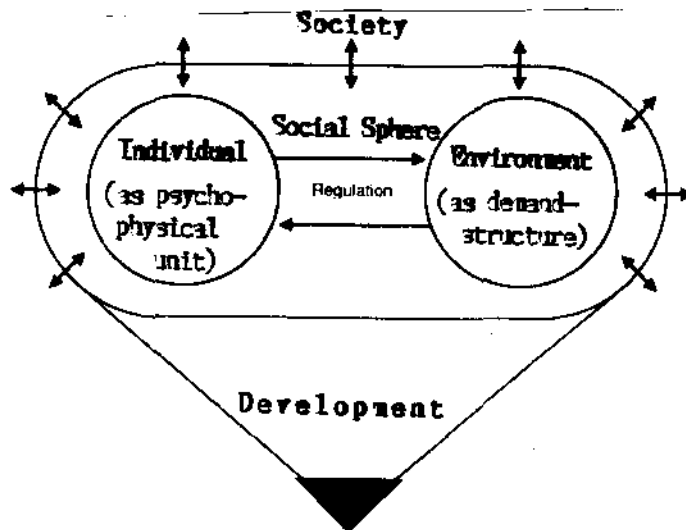 Society
Social Sphere
Individual
(as psycho-
physical
unit)
Regulation
Environment
(as demand-
structure)
Development